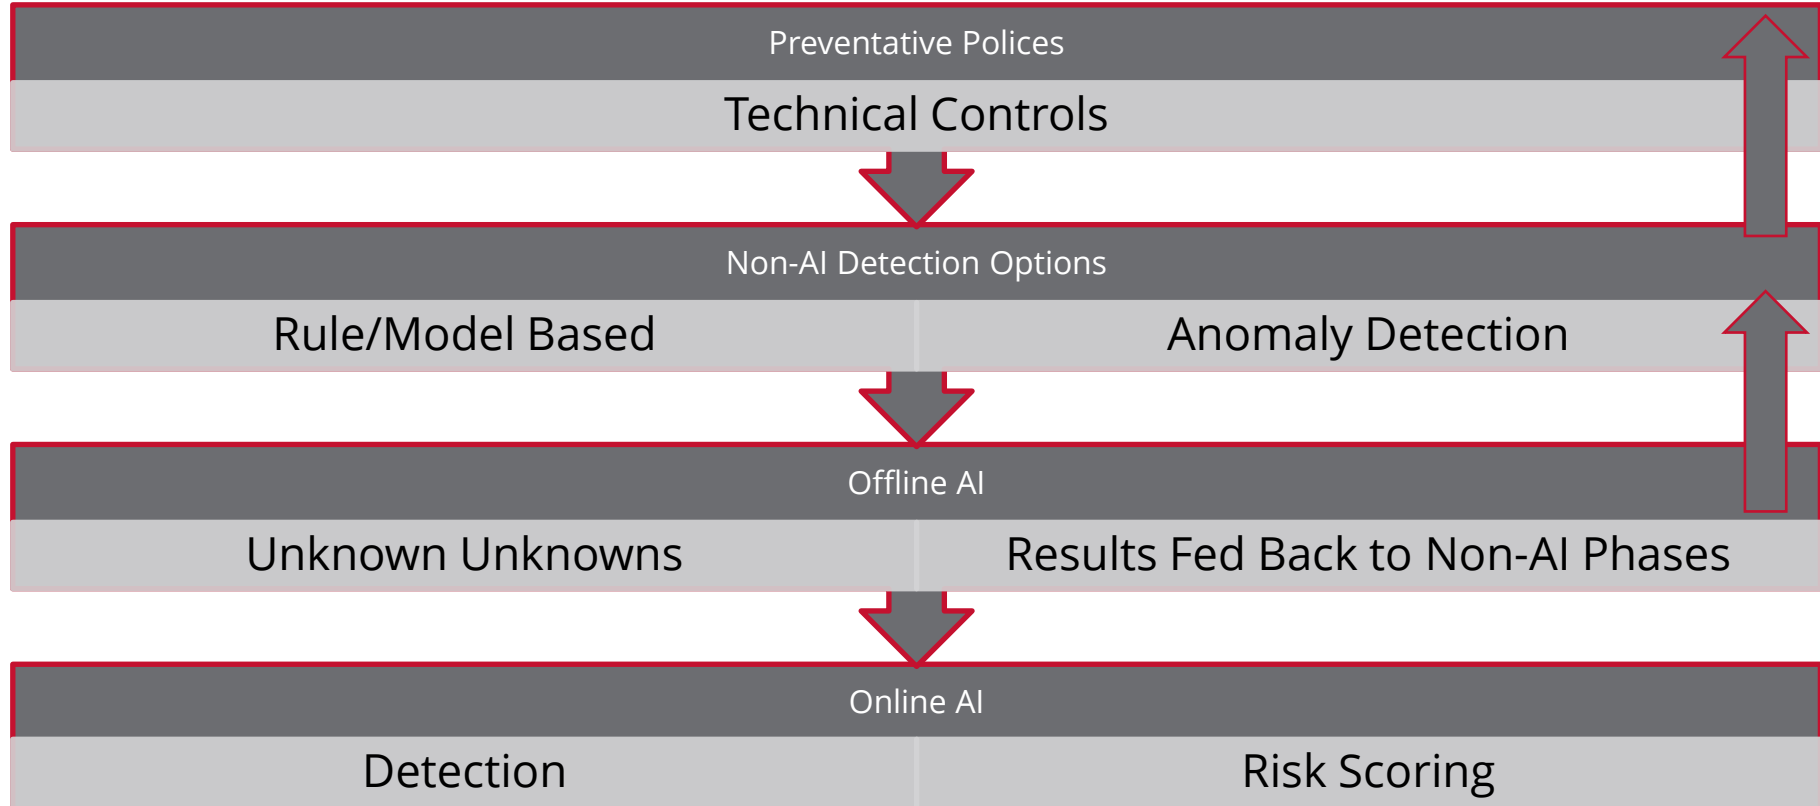 Preventative Polices
Technical Controls
Non-AI Detection Options
Rule/Model Based
Anomaly Detection
Offline AI
Unknown Unknowns
Results Fed Back to Non-AI Phases
Online AI
Detection
Risk Scoring